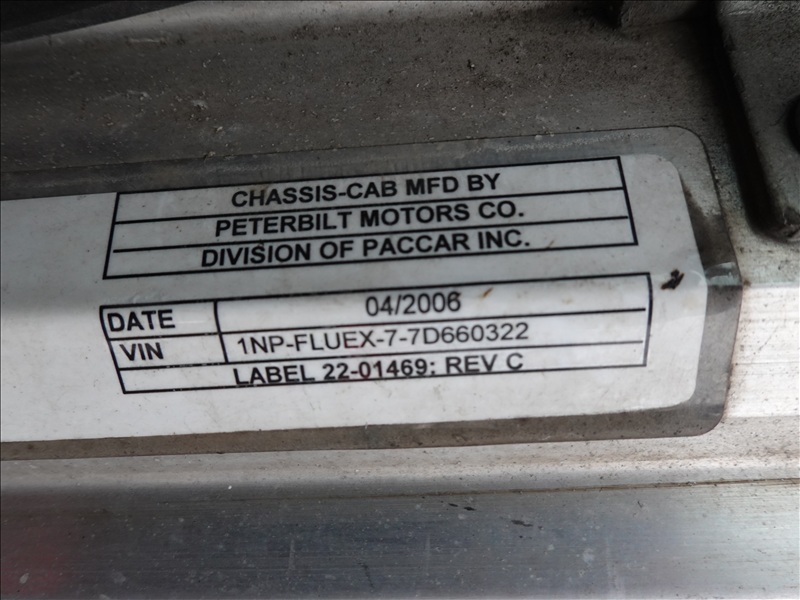 CHASSIS-CAB MFD BY
PETERBILT MOTORS CO.
DIVISION OF PACCAR INC.
DATE 04/2006
VIN 1NP-FLUEX-7-7D660322
LABEL 22-01469: REV C